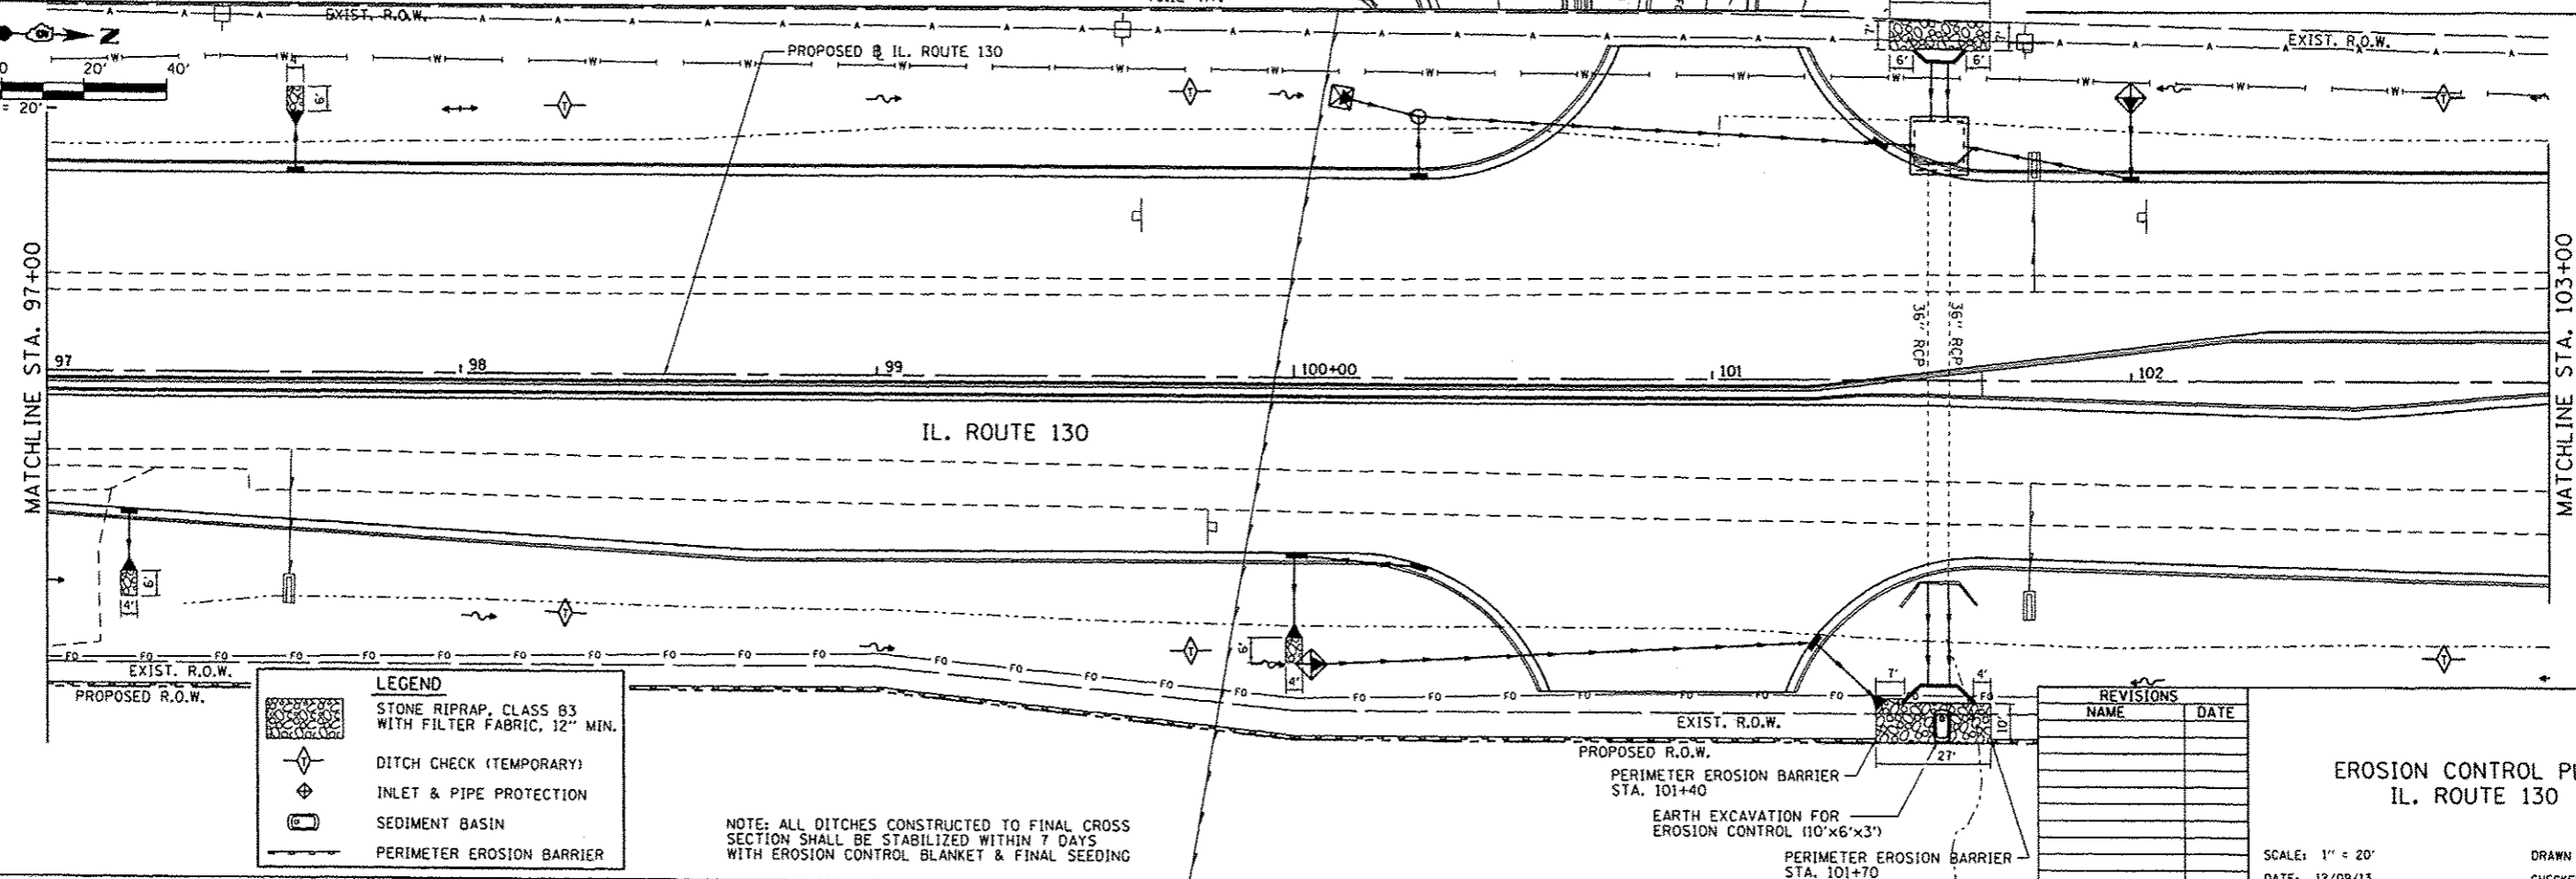 EXIST. R.O.W.
N
0 20' 40'
= 20'
PROPOSED ℄ IL. ROUTE 130
EXIST. R.O.W.
4'
6'
7'
7'
6'
6'
MATCHLINE STA. 97+00
MATCHLINE STA. 103+00
36" RCP
36" RCP
97
98
99
100+00
101
102
IL. ROUTE 130
6'
4'
6'
4'
EXIST. R.O.W.
PROPOSED R.O.W.
LEGEND
STONE RIPRAP, CLASS B3
WITH FILTER FABRIC, 12" MIN.
DITCH CHECK (TEMPORARY)
INLET & PIPE PROTECTION
SEDIMENT BASIN
PERIMETER EROSION BARRIER
NOTE: ALL DITCHES CONSTRUCTED TO FINAL CROSS
SECTION SHALL BE STABILIZED WITHIN 7 DAYS
WITH EROSION CONTROL BLANKET & FINAL SEEDING
7'
4'
10'
27'
EXIST. R.O.W.
PROPOSED R.O.W.
PERIMETER EROSION BARRIER
STA. 101+40
EARTH EXCAVATION FOR
EROSION CONTROL (10'x6'x3')
PERIMETER EROSION BARRIER
STA. 101+70
REVISIONS
NAME DATE
EROSION CONTROL
IL. ROUTE 130
SCALE: 1" = 20'
DRAWN
DATE: 12/09/13